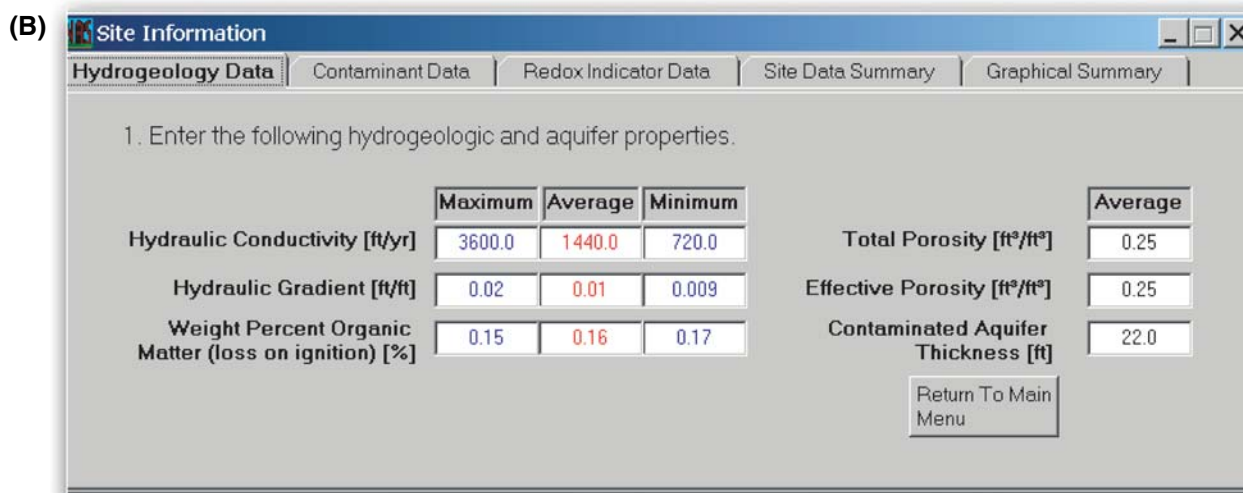 (B)
Site Information
Hydrogeology Data Contaminant Data Redox Indicator Data Site Data Summary Graphical Summary
1. Enter the following hydrogeologic and aquifer properties.
Maximum Average Minimum Average
Hydraulic Conductivity [ft/yr] 3600.0 1440.0 720.0 Total Porosity [ft³/ft³] 0.25
Hydraulic Gradient [ft/ft] 0.02 0.01 0.009 Effective Porosity [ft³/ft³] 0.25
Weight Percent Organic
Matter (loss on ignition) [%] 0.15 0.16 0.17 Contaminated Aquifer
Thickness [ft] 22.0
Return To Main
Menu